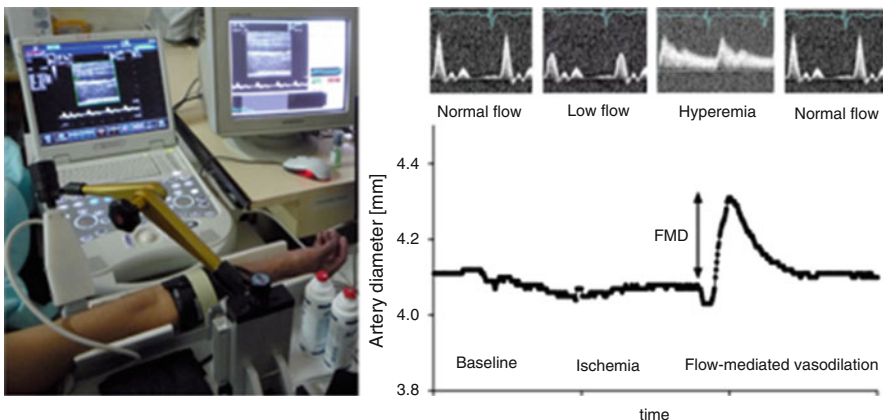 Normal flow
Low flow
Hyperemia
Normal flow
Artery diameter [mm]
4.4
4.2
4.0
3.8
FMD
Baseline
Ischemia
Flow-mediated vasodilation
time